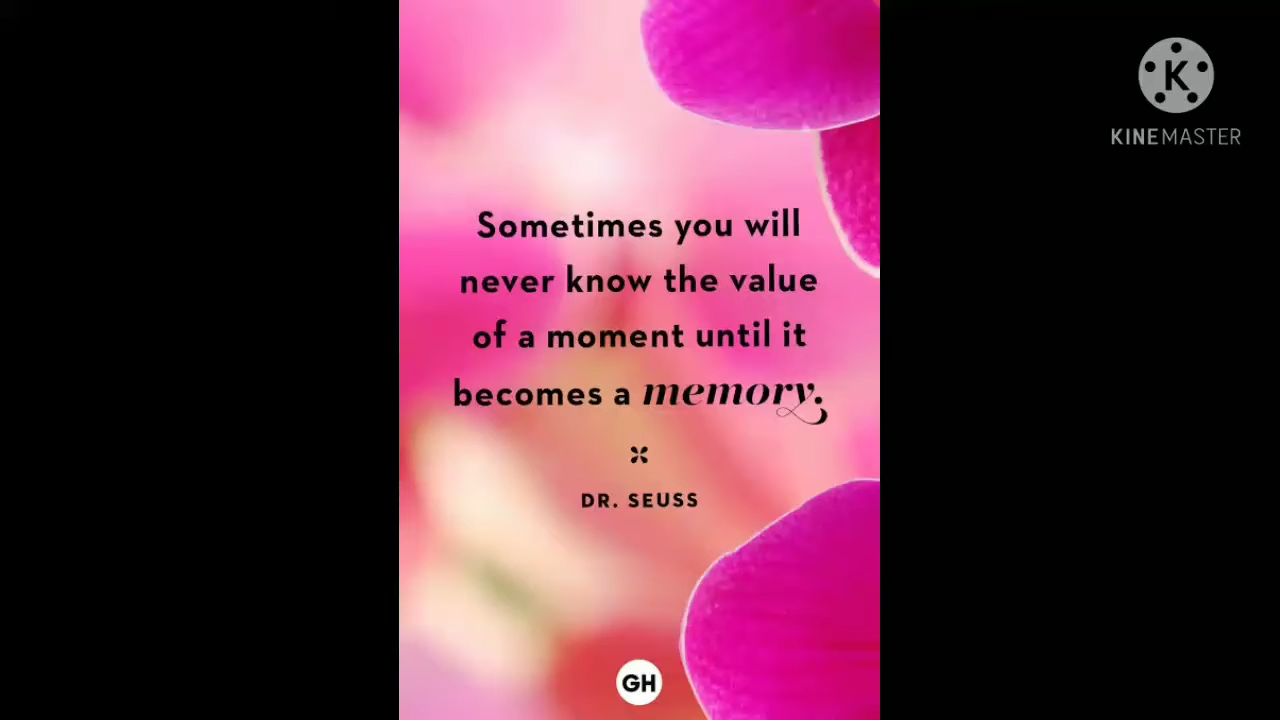 Sometimes you will
never know the value
of a moment until it
becomes a memory.
DR. SEUSS
GH
K
KINEMASTER